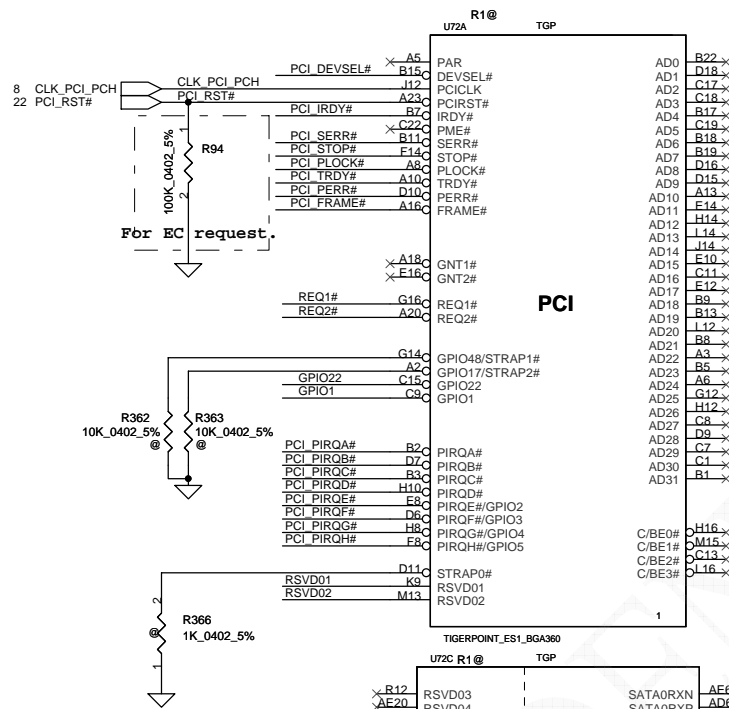 R1@
U72A TGP
A5 PAR AD0 B22
PCI_DEVSEL# B15 DEVSEL# AD1 D18
8 CLK_PCI_PCH CLK_PCI_PCH J12 PCICLK AD2 C17
22 PCI_RST# PCI_RST# A23 PCIRST# AD3 C18
PCI_IRDY# B7 IRDY# AD4 B17
C22 PME# AD5 C19
PCI_SERR# B11 SERR# AD6 B18
PCI_STOP# F14 STOP# AD7 B19
PCI_PLOCK# A8 PLOCK# AD8 D16
PCI_TRDY# A10 TRDY# AD9 D15
PCI_PERR# D10 PERR# AD10 A13
PCI_FRAME# A16 FRAME# AD11 E14
AD12 H14
AD13 L14
AD14 J14
A18 GNT1# AD15 E10
E16 GNT2# AD16 C11
AD17 E12
REQ1# G16 REQ1# AD18 B9
REQ2# A20 REQ2# AD19 B13
AD20 L12
AD21 B8
G14 GPIO48/STRAP1# AD22 A3
A2 GPIO17/STRAP2# AD23 B5
GPIO22 C15 GPIO22 AD24 A6
GPIO1 C9 GPIO1 AD25 G12
AD26 H12
AD27 C8
AD28 D9
PCI_PIRQA# B2 PIRQA# AD29 C7
PCI_PIRQB# D7 PIRQB# AD30 C1
PCI_PIRQC# B3 PIRQC# AD31 B1
PCI_PIRQD# H10 PIRQD#
PCI_PIRQE# E8 PIRQE#/GPIO2
PCI_PIRQF# D6 PIRQF#/GPIO3
PCI_PIRQG# H8 PIRQG#/GPIO4 C/BE0# H16
PCI_PIRQH# F8 PIRQH#/GPIO5 C/BE1# M15
C/BE2# C13
D11 STRAP0# C/BE3# L16
RSVD01 K9 RSVD01
RSVD02 M13 RSVD02
PCI
1
TIGERPOINT_ES1_BGA360
1
R94
100K_0402_5%
2
For EC request.
R362 R363
10K_0402_5% 10K_0402_5%
@ @
2
R366
@ 1K_0402_5%
1
U72C R1@ TGP
R12 RSVD03 SATA0RXN AE6
AE20 RSVD04 SATA0RXP AD6